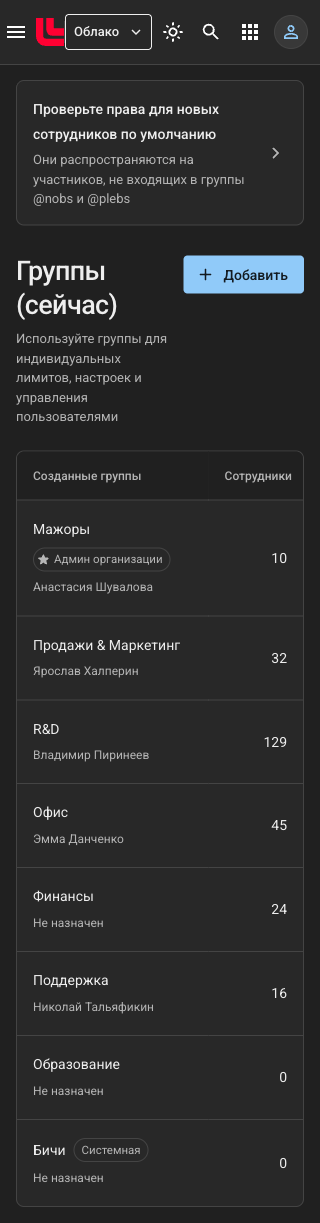 Облако
Проверьте права для новых
сотрудников по умолчанию
Они распространяются на
участников, не входящих в группы
@nobs и @plebs
Группы
(сейчас)
Добавить
Используйте группы для
индивидуальных
лимитов, настроек и
управления
пользователями
Созданные группы Сотрудники
Мажоры
Админ организации
Анастасия Шувалова
10
Продажи & Маркетинг
Ярослав Халперин
32
R&D
Владимир Пиринеев
129
Офис
Эмма Данченко
45
Финансы
Не назначен
24
Поддержка
Николай Тальяфикин
16
Образование
Не назначен
0
Бичи Системная
Не назначен
0